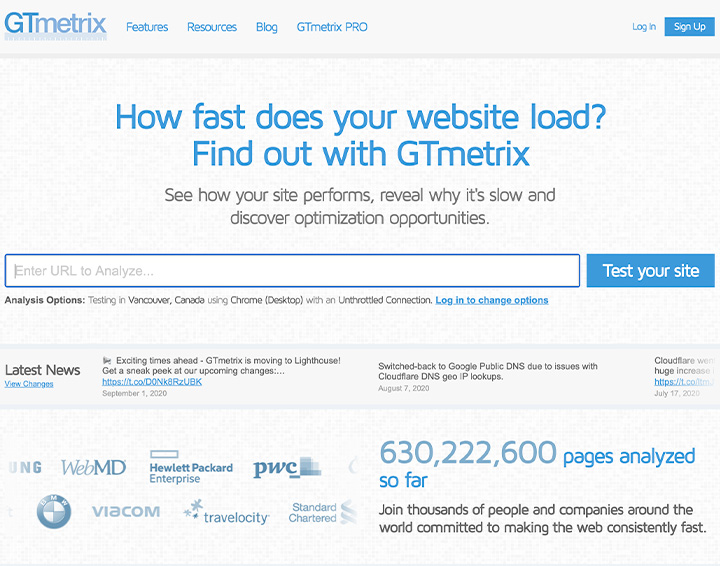 GTmetrix
Features Resources Blog GTmetrix PRO
Log In Sign Up
How fast does your website load?
Find out with GTmetrix
See how your site performs, reveal why it's slow and
discover optimization opportunities.
Enter URL to Analyze...
Test your site
Analysis Options: Testing in Vancouver, Canada using Chrome (Desktop) with an Unthrottled Connection. Log in to change options
Latest News
View Changes
Exciting times ahead - GTmetrix is moving to Lighthouse!
Get a sneak peek at our upcoming changes:...
https://t.co/D0Nk8RzUBK
September 1, 2020
Switched-back to Google Public DNS due to issues with
Cloudflare DNS geo IP lookups.
August 7, 2020
Cloudflare
huge increase
July 17, 2020
UNG WebMD Hewlett Packard
Enterprise
pwc
BMW VIACOM travelocity Standard
Chartered
630,222,600 pages analyzed
so far
Join thousands of people and companies around the
world committed to making the web consistently fast.